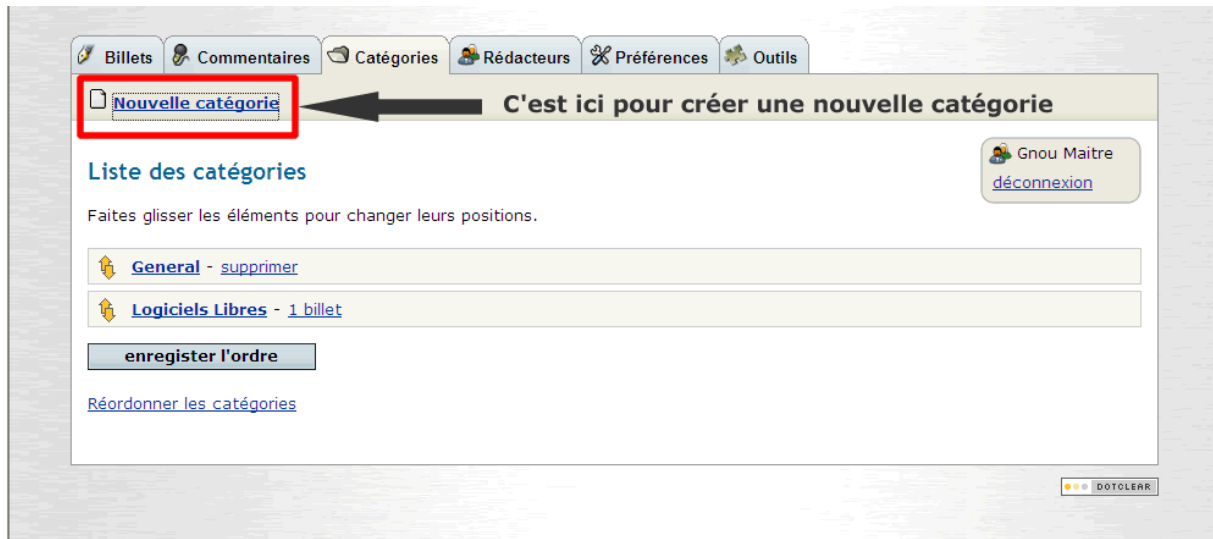 Billets Commentaires Catégories Rédacteurs Préférences Outils
Nouvelle catégorie C'est ici pour créer une nouvelle catégorie
Gnou Maitre
déconnexion
Liste des catégories
Faites glisser les éléments pour changer leurs positions.
General - supprimer
Logiciels Libres - 1 billet
enregister l'ordre
Réordonner les catégories
DOTCLEAR